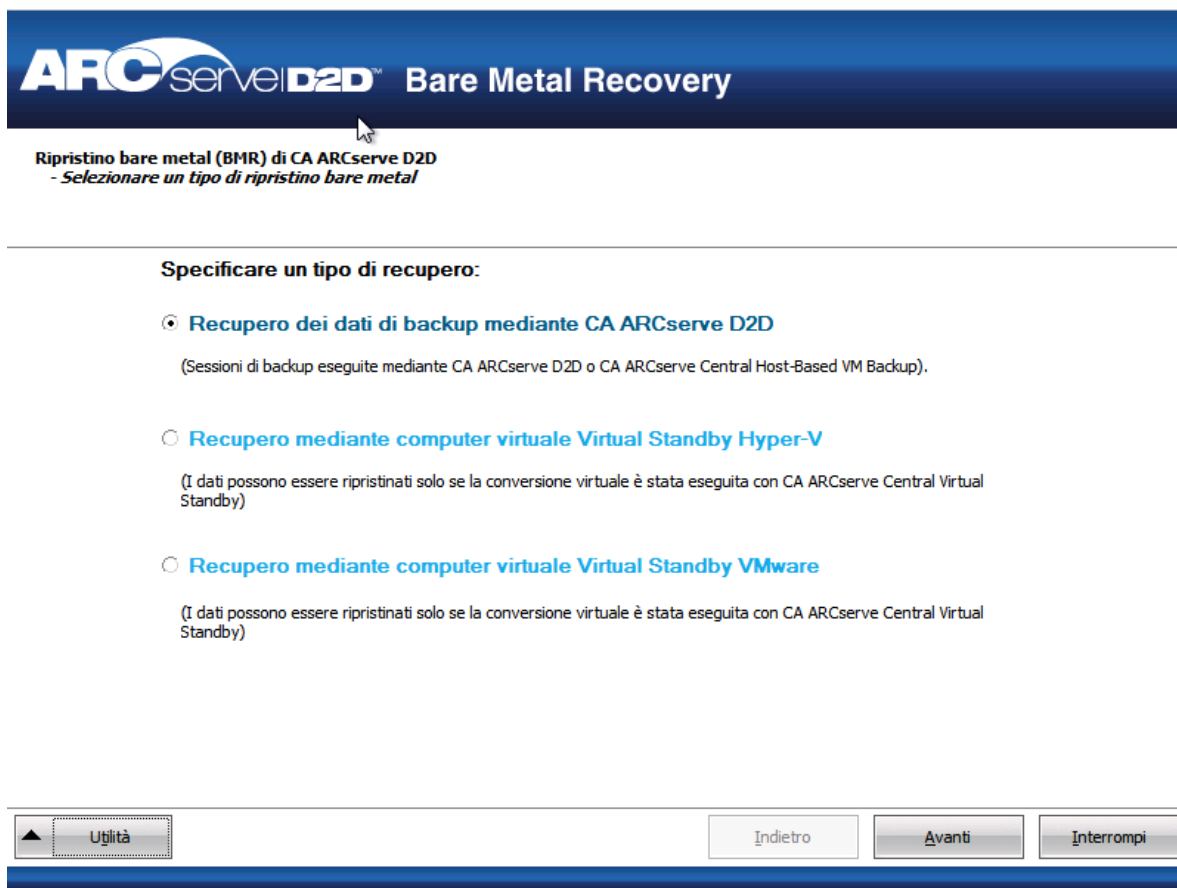 ARCserve D2D™ Bare Metal Recovery
Ripristino bare metal (BMR) di CA ARCserve D2D
- Selezionare un tipo di ripristino bare metal
Specificare un tipo di recupero:
Recupero dei dati di backup mediante CA ARCserve D2D
(Sessioni di backup eseguite mediante CA ARCserve D2D o CA ARCserve Central Host-Based VM Backup).
Recupero mediante computer virtuale Virtual Standby Hyper-V
(I dati possono essere ripristinati solo se la conversione virtuale è stata eseguita con CA ARCserve Central Virtual
Standby)
Recupero mediante computer virtuale Virtual Standby VMware
(I dati possono essere ripristinati solo se la conversione virtuale è stata eseguita con CA ARCserve Central Virtual
Standby)
Utilità Indietro Avanti Interrompi